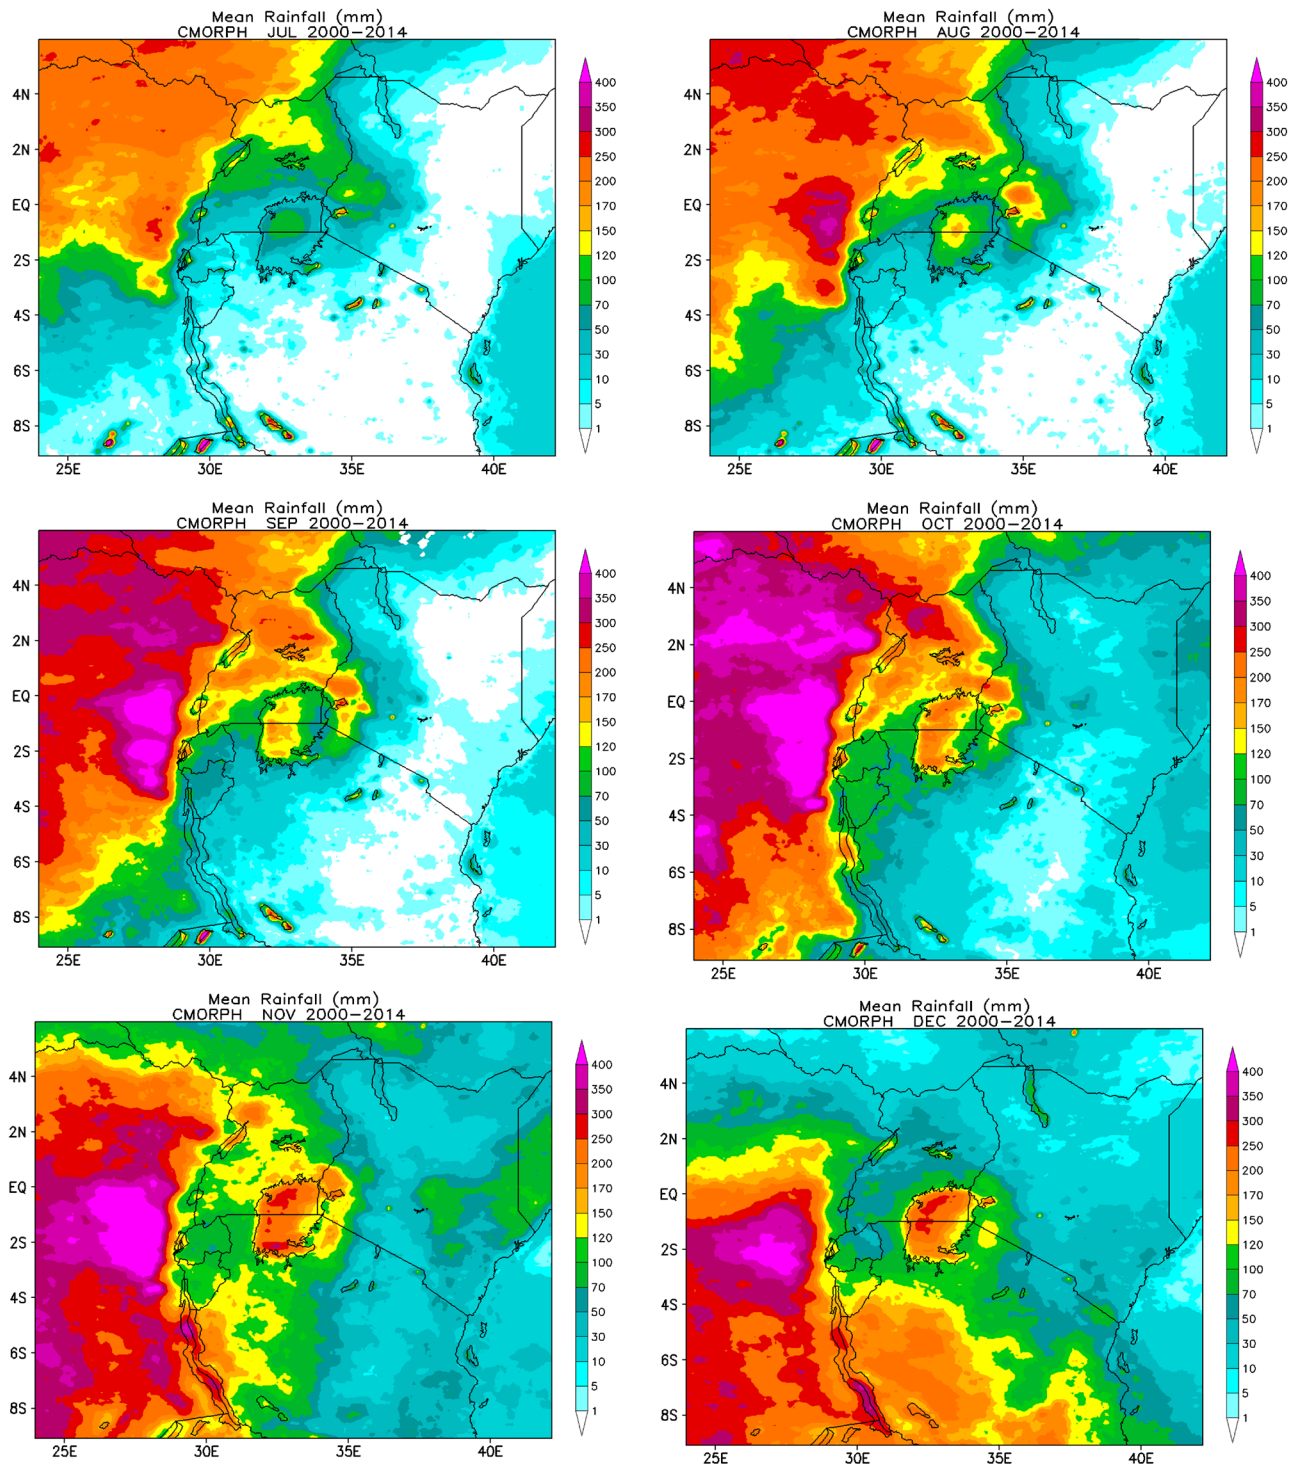 Mean Rainfall (mm)
CMORPH JUL 2000-2014
4N
2N
EQ
2S
4S
6S
8S
25E 30E 35E 40E
400
350
300
250
200
170
150
120
100
70
50
30
10
5
1
Mean Rainfall (mm)
CMORPH AUG 2000-2014
4N
2N
EQ
2S
4S
6S
8S
25E 30E 35E 40E
400
350
300
250
200
170
150
120
100
70
50
30
10
5
1
Mean Rainfall (mm)
CMORPH SEP 2000-2014
4N
2N
EQ
2S
4S
6S
8S
25E 30E 35E 40E
400
350
300
250
200
170
150
120
100
70
50
30
10
5
1
Mean Rainfall (mm)
CMORPH OCT 2000-2014
4N
2N
EQ
2S
4S
6S
8S
25E 30E 35E 40E
400
350
300
250
200
170
150
120
100
70
50
30
10
5
1
Mean Rainfall (mm)
CMORPH NOV 2000-2014
4N
2N
EQ
2S
4S
6S
8S
25E 30E 35E 40E
400
350
300
250
200
170
150
120
100
70
50
30
10
5
1
Mean Rainfall (mm)
CMORPH DEC 2000-2014
4N
2N
EQ
2S
4S
6S
8S
25E 30E 35E 40E
400
350
300
250
200
170
150
120
100
70
50
30
10
5
1